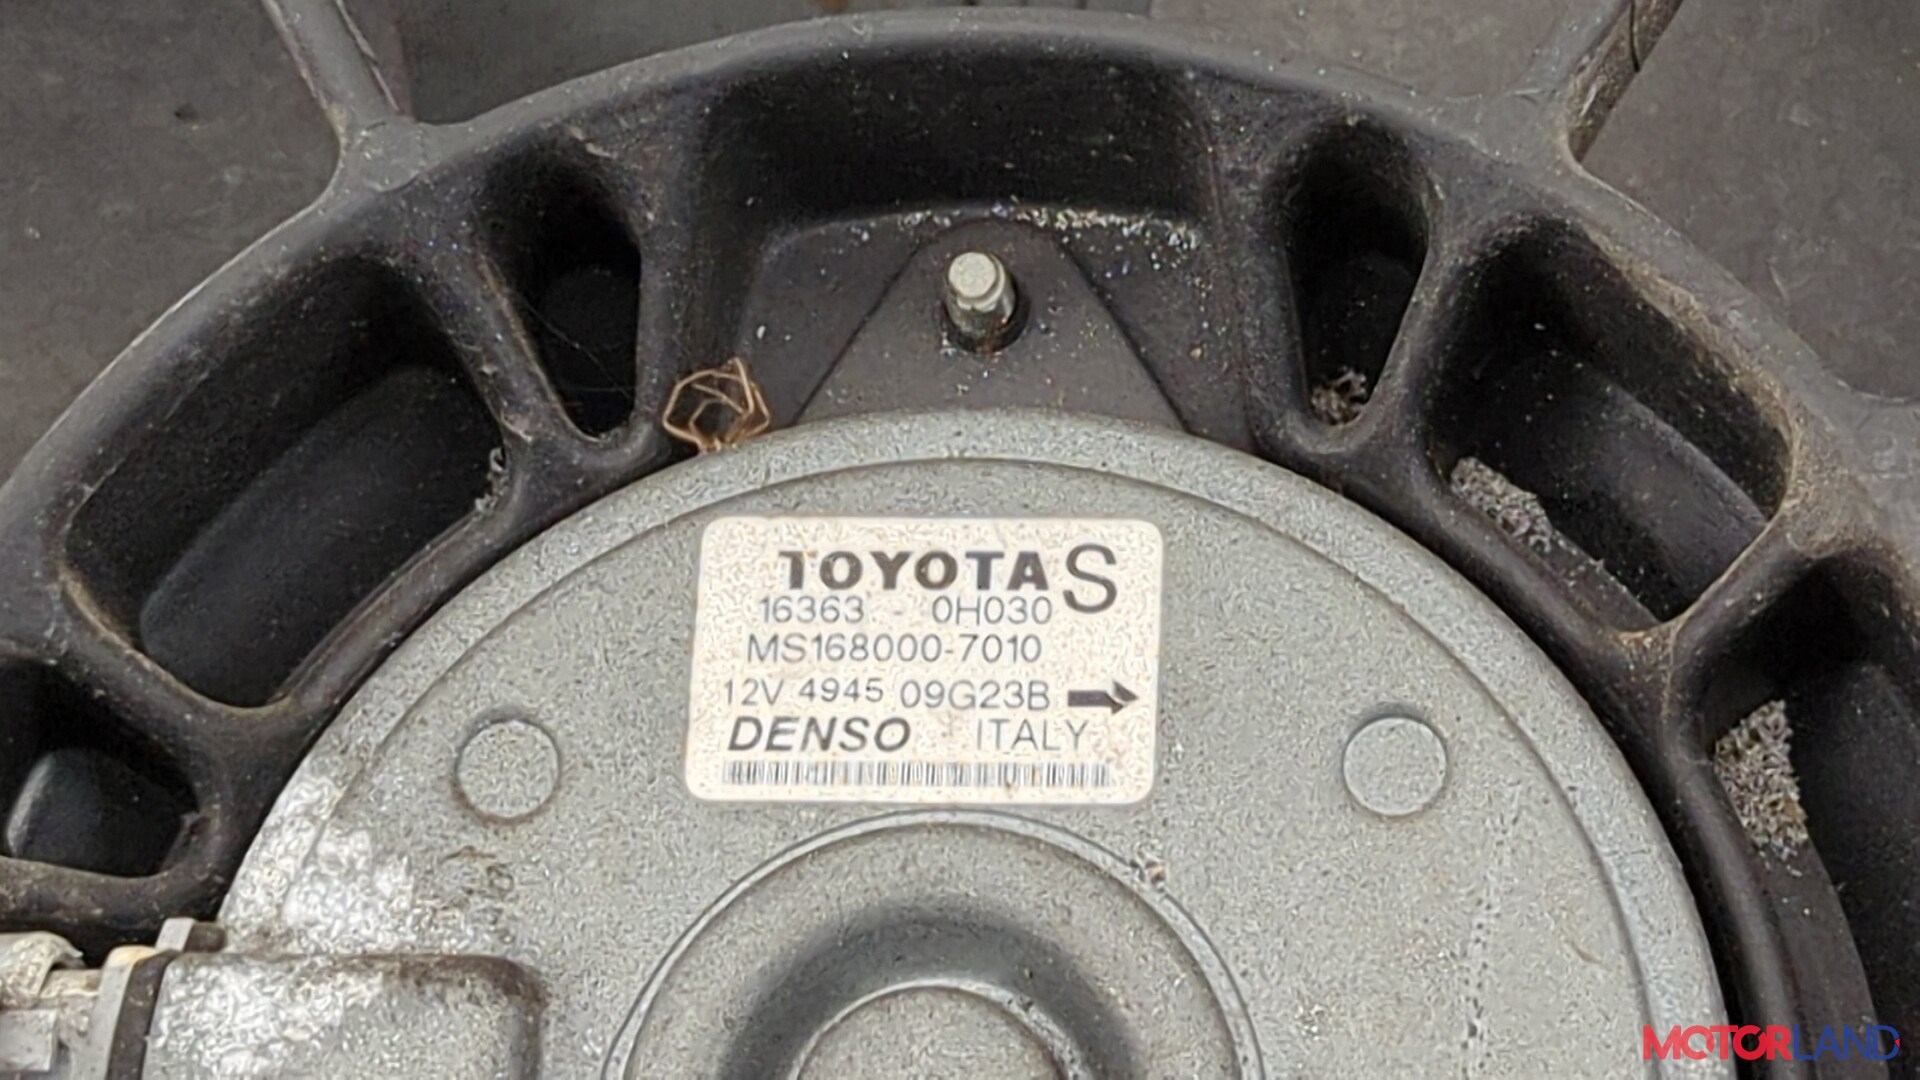 TOYOTA S
16363 - 0H030
MS168000-7010
12V 4945 09G23B
DENSO ITALY
MOTORLAND